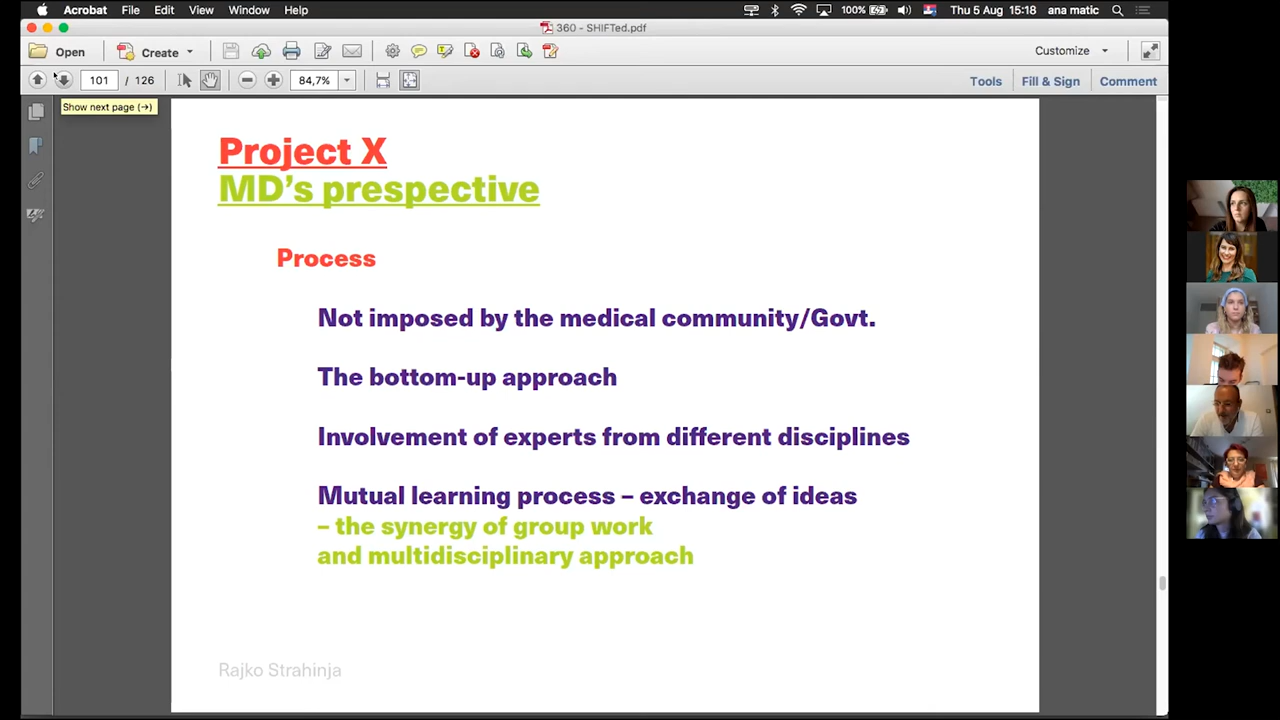 Acrobat File Edit View Window Help 100% Thu 5 Aug 15:18 ana matic
360 - SHIFTed.pdf
Open Create Customize
101 / 126 84,7% Tools Fill & Sign Comment
Show next page (→)
Project X
MD’s prespective
Process
Not imposed by the medical community/Govt.
The bottom-up approach
Involvement of experts from different disciplines
Mutual learning process – exchange of ideas
– the synergy of group work
and multidisciplinary approach
Rajko Strahinja